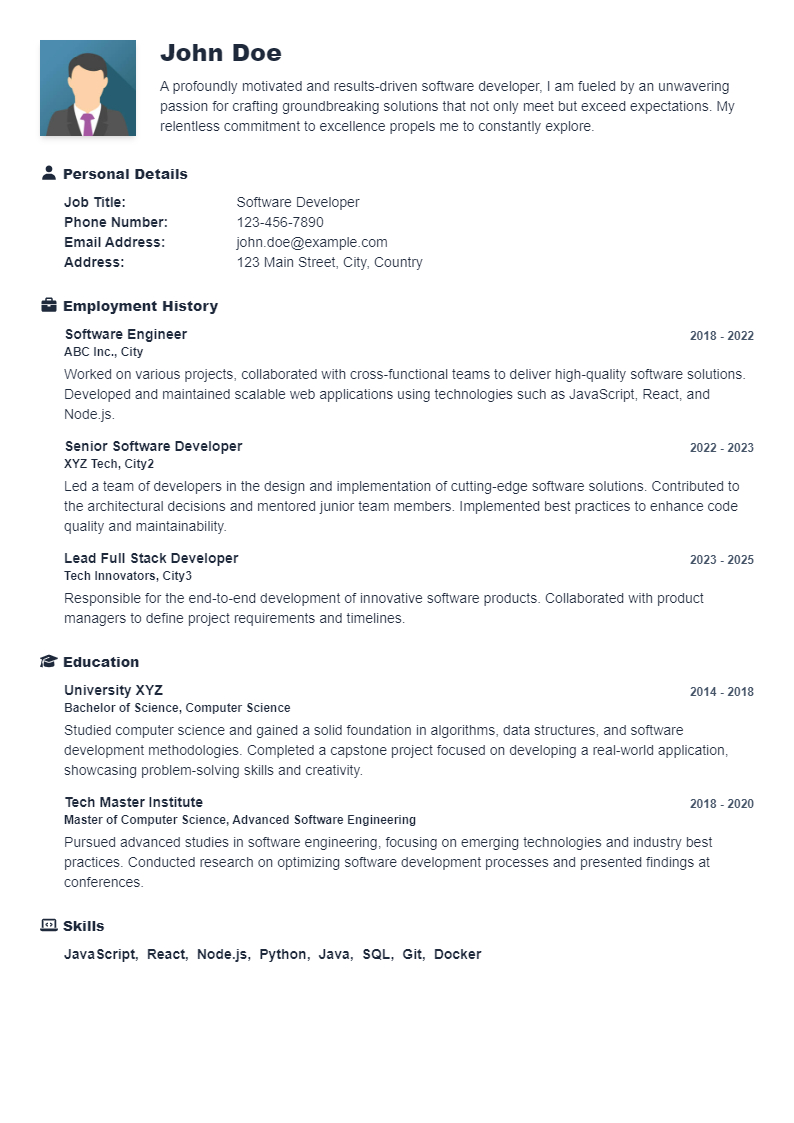 John Doe
A profoundly motivated and results-driven software developer, I am fueled by an unwavering
passion for crafting groundbreaking solutions that not only meet but exceed expectations. My
relentless commitment to excellence propels me to constantly explore.
Personal Details
Job Title: Software Developer
Phone Number: 123-456-7890
Email Address: john.doe@example.com
Address: 123 Main Street, City, Country
Employment History
Software Engineer 2018 - 2022
ABC Inc., City
Worked on various projects, collaborated with cross-functional teams to deliver high-quality software solutions.
Developed and maintained scalable web applications using technologies such as JavaScript, React, and
Node.js.
Senior Software Developer 2022 - 2023
XYZ Tech, City2
Led a team of developers in the design and implementation of cutting-edge software solutions. Contributed to
the architectural decisions and mentored junior team members. Implemented best practices to enhance code
quality and maintainability.
Lead Full Stack Developer 2023 - 2025
Tech Innovators, City3
Responsible for the end-to-end development of innovative software products. Collaborated with product
managers to define project requirements and timelines.
Education
University XYZ 2014 - 2018
Bachelor of Science, Computer Science
Studied computer science and gained a solid foundation in algorithms, data structures, and software
development methodologies. Completed a capstone project focused on developing a real-world application,
showcasing problem-solving skills and creativity.
Tech Master Institute 2018 - 2020
Master of Computer Science, Advanced Software Engineering
Pursued advanced studies in software engineering, focusing on emerging technologies and industry best
practices. Conducted research on optimizing software development processes and presented findings at
conferences.
Skills
JavaScript, React, Node.js, Python, Java, SQL, Git, Docker